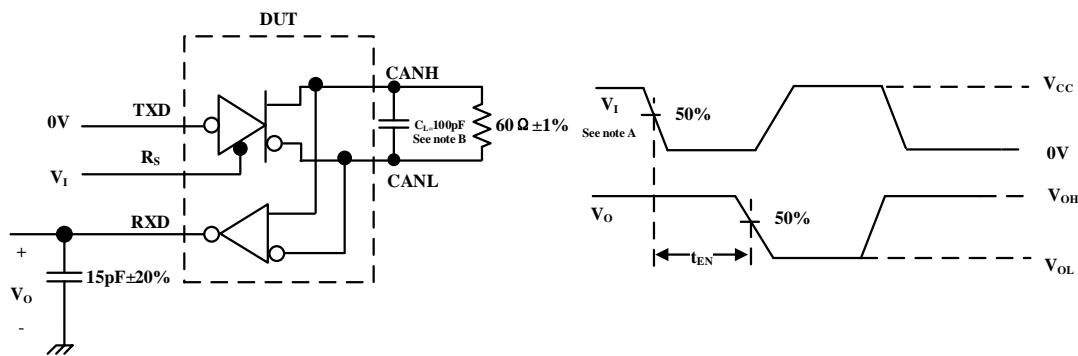 DUT
CANH
TXD
0V
C_L=100pF
See note B
60Ω±1%
R_S
V_I
CANL
RXD
+
15pF±20%
V_O
-
V_CC
V_I
50%
See note A
0V
V_OH
V_O
50%
t_EN
V_OL